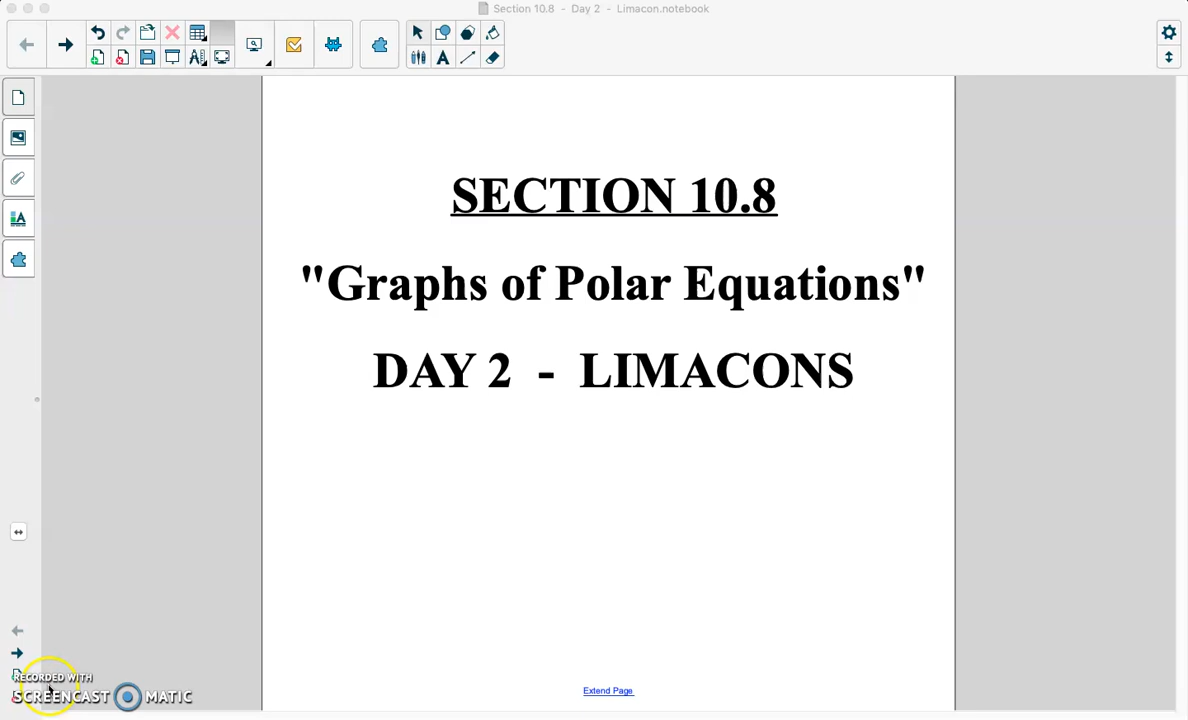 Section 10.8 - Day 2 - Limacon.notebook
SECTION 10.8
"Graphs of Polar Equations"
DAY 2 - LIMACONS
Extend Page
RECORDED WITH
SCREENCAST MATIC